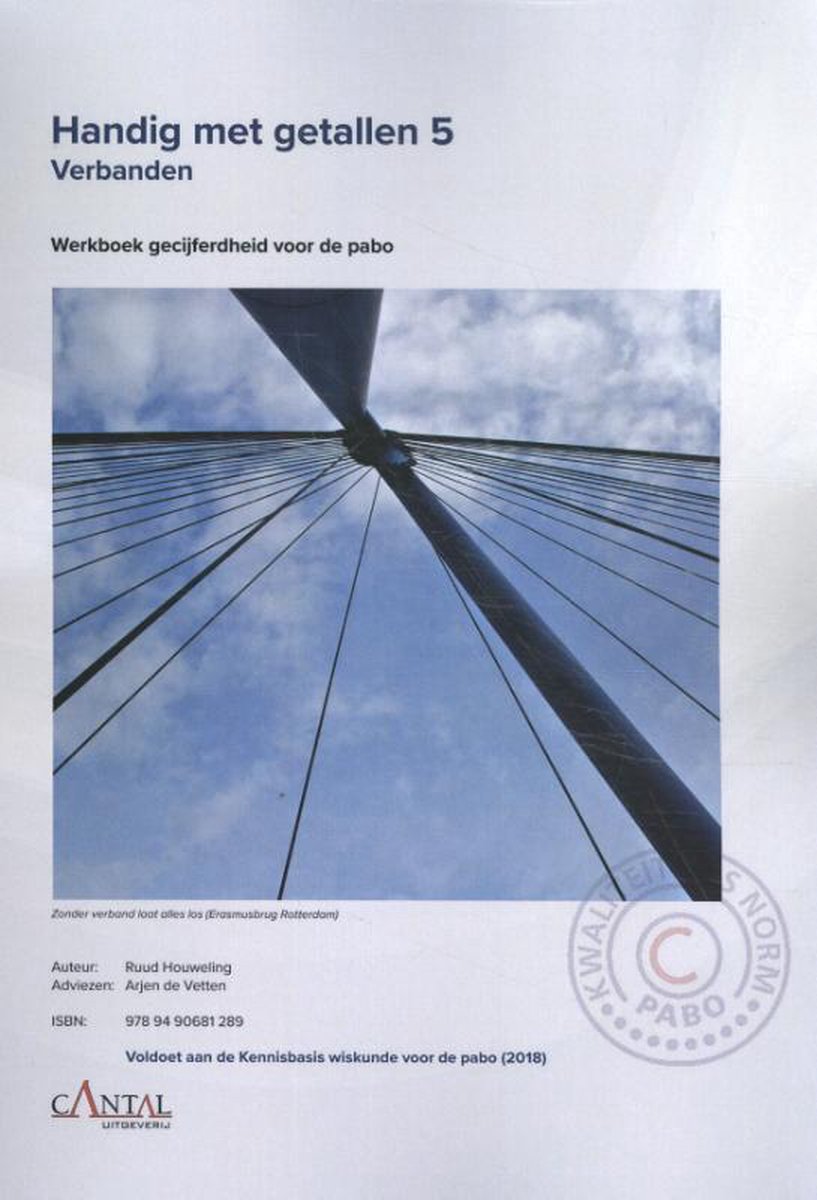 Handig met getallen 5
Verbanden
Werkboek gecijferdheid voor de pabo
Zonder verband laat alles los (Erasmusbrug Rotterdam)
Auteur: Ruud Houweling
Adviezen: Arjen de Vetten
ISBN: 978 94 90681 289
Voldoet aan de Kennisbasis wiskunde voor de pabo (2018)
CANTAL
UITGEVERIJ
KWALITEITS NORM
C
PABO